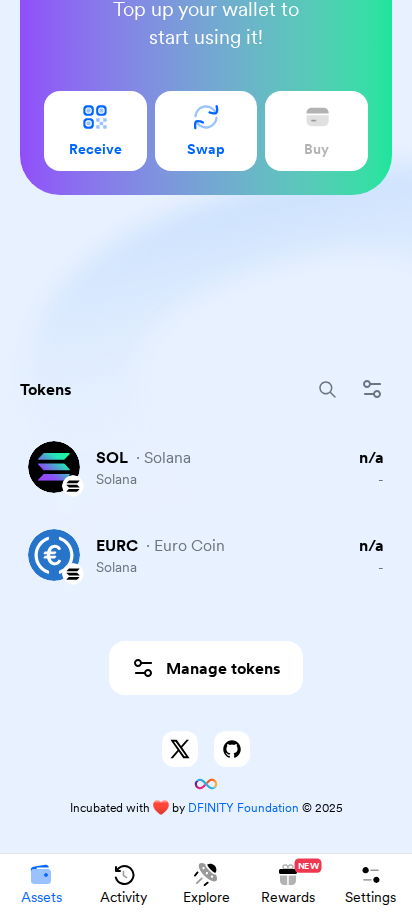 Top up your wallet to
start using it!
Receive
Swap
Buy
Tokens
SOL · Solana
n/a
Solana
-
EURC · Euro Coin
n/a
Solana
-
Manage tokens
Incubated with ❤️ by DFINITY Foundation © 2025
NEW
Assets
Activity
Explore
Rewards
Settings